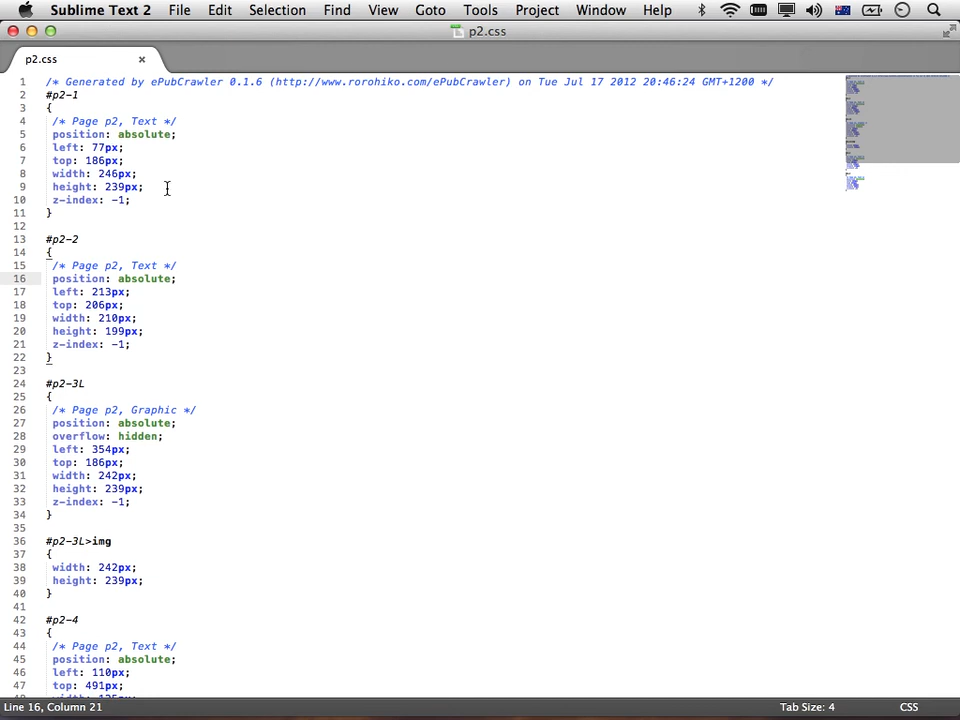 Sublime Text 2 File Edit Selection Find View Goto Tools Project Window Help
p2.css
p2.css
1 /* Generated by ePubCrawler 0.1.6 (http://www.rorohiko.com/ePubCrawler) on Tue Jul 17 2012 20:46:24 GMT+1200 */
2 #p2-1
3 {
4 /* Page p2, Text */
5 position: absolute;
6 left: 77px;
7 top: 186px;
8 width: 246px;
9 height: 239px;
10 z-index: -1;
11 }
12
13 #p2-2
14 {
15 /* Page p2, Text */
16 position: absolute;
17 left: 213px;
18 top: 206px;
19 width: 210px;
20 height: 199px;
21 z-index: -1;
22 }
23
24 #p2-3L
25 {
26 /* Page p2, Graphic */
27 position: absolute;
28 overflow: hidden;
29 left: 354px;
30 top: 186px;
31 width: 242px;
32 height: 239px;
33 z-index: -1;
34 }
35
36 #p2-3L>img
37 {
38 width: 242px;
39 height: 239px;
40 }
41
42 #p2-4
43 {
44 /* Page p2, Text */
45 position: absolute;
46 left: 110px;
47 top: 491px;
Line 16, Column 21 Tab Size: 4 CSS